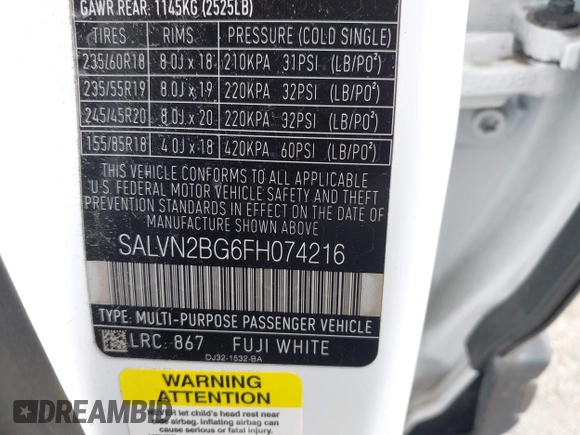 GAWR.REAR: 1145KG (2525LB)
TIRES RIMS PRESSURE (COLD SINGLE)
235/60R18 8.0J x 18 210KPA 31PSI (LB/PO²)
235/55R19 8.0J x 19 220KPA 32PSI (LB/PO²)
245/45R20 8.0J x 20 220KPA 32PSI (LB/PO²)
155/85R18 4.0J x 18 420KPA 60PSI (LB/PO²)
THIS VEHICLE CONFORMS TO ALL APPLICABLE
U.S. FEDERAL MOTOR VEHICLE SAFETY AND THEFT
PREVENTION STANDARDS IN EFFECT ON THE DATE OF
MANUFACTURE SHOWN ABOVE
SALVN2BG6FH074216
TYPE: MULTI-PURPOSE PASSENGER VEHICLE
LRC: 867 FUJI WHITE
DJ32-1532-BA
WARNING
ATTENTION
NEVER let child's head rest near
side airbag. Inflating airbag can
cause serious or fatal injury.
DREAMBID